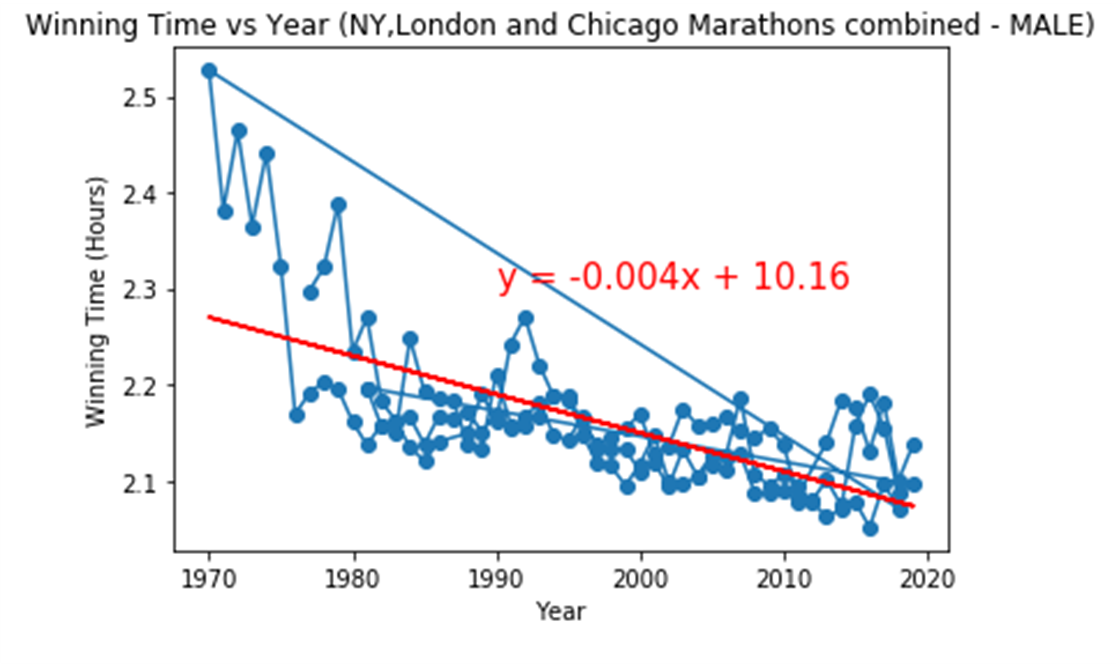 Winning Time vs Year (NY,London and Chicago Marathons combined - MALE)
2.5
2.4
2.3
2.2
2.1
Winning Time (Hours)
y = -0.004x + 10.16
1970 1980 1990 2000 2010 2020
Year